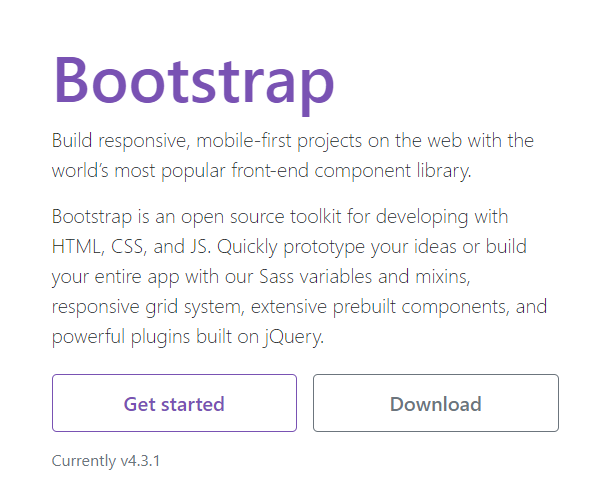 Bootstrap
Build responsive, mobile-first projects on the web with the
world’s most popular front-end component library.
Bootstrap is an open source toolkit for developing with
HTML, CSS, and JS. Quickly prototype your ideas or build
your entire app with our Sass variables and mixins,
responsive grid system, extensive prebuilt components, and
powerful plugins built on jQuery.
Get started
Download
Currently v4.3.1